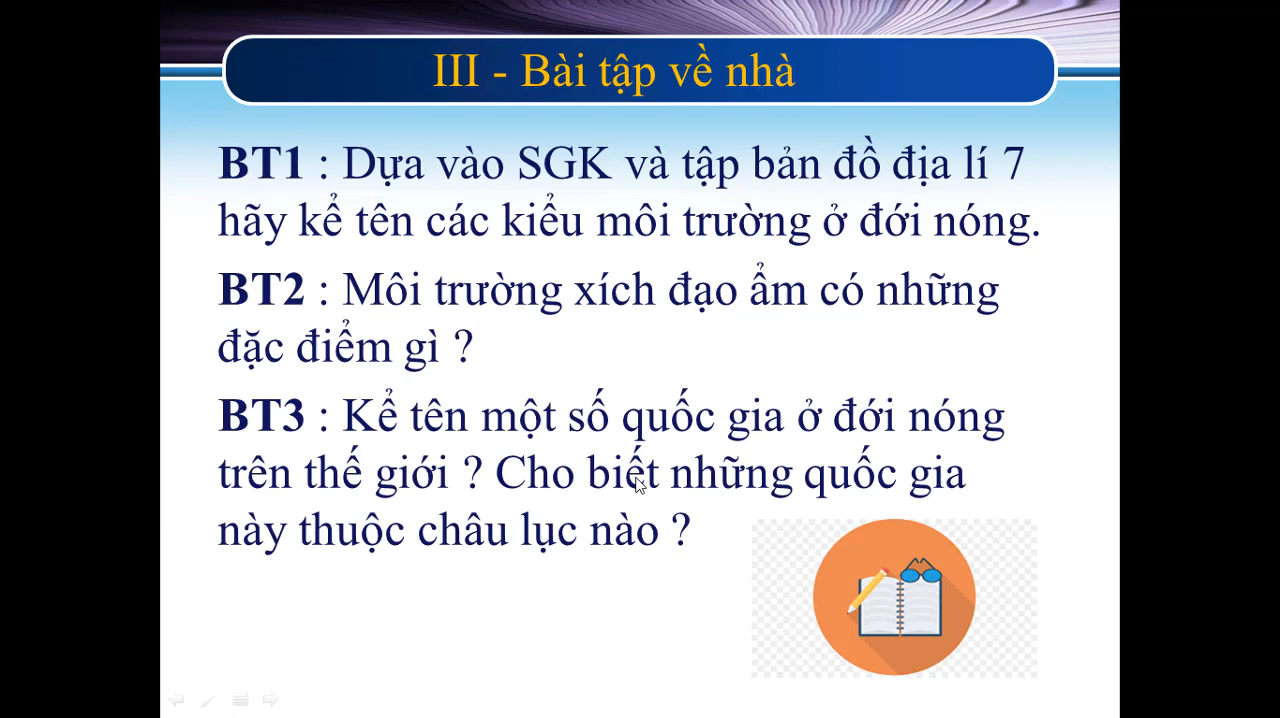 III - Bài tập về nhà
BT1 : Dựa vào SGK và tập bản đồ địa lí 7
hãy kể tên các kiểu môi trường ở đới nóng.
BT2 : Môi trường xích đạo ẩm có những
đặc điểm gì ?
BT3 : Kể tên một số quốc gia ở đới nóng
trên thế giới ? Cho biết những quốc gia
này thuộc châu lục nào ?